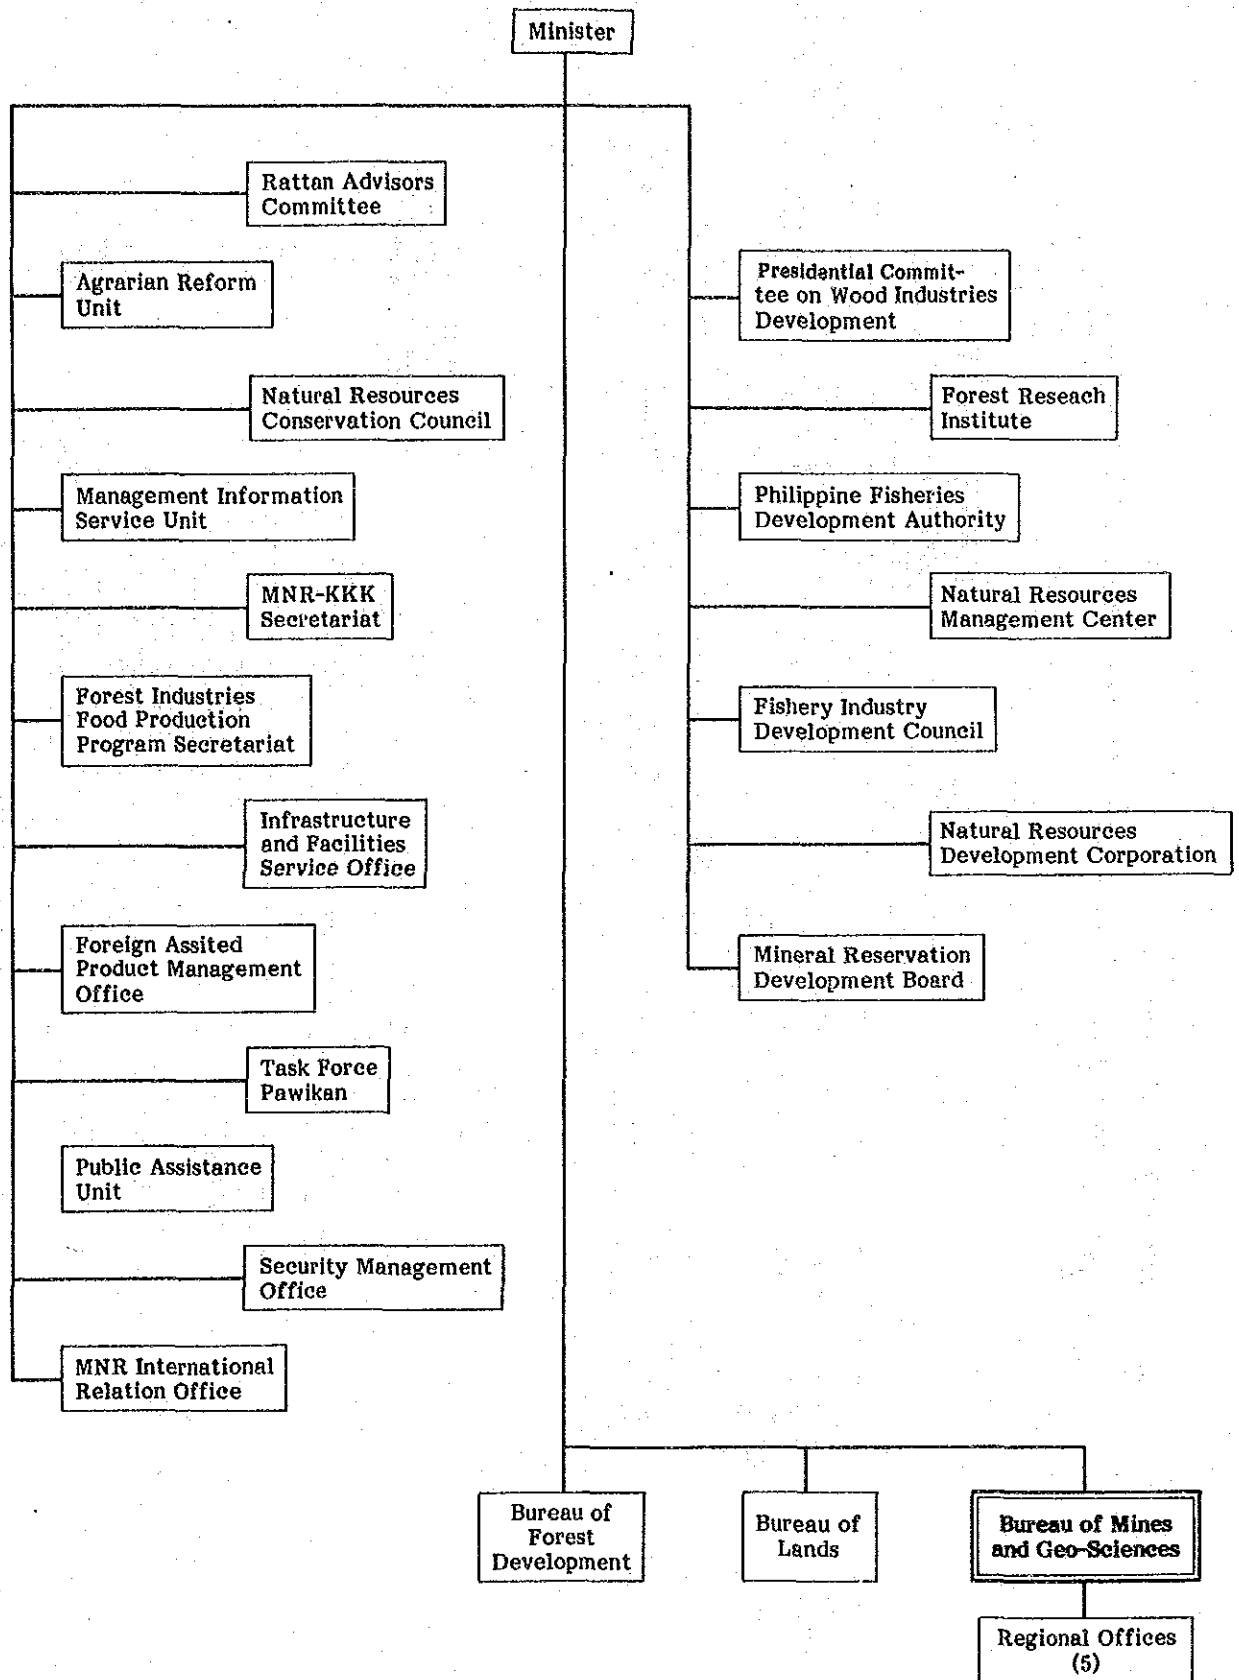 Minister
Rattan Advisors
Committee
Agrarian Reform
Unit
Natural Resources
Conservation Council
Management Information
Service Unit
MNR-KKK
Secretariat
Forest Industries
Food Production
Program Secretariat
Infrastructure
and Facilities
Service Office
Foreign Assited
Product Management
Office
Task Force
Pawikan
Public Assistance
Unit
Security Management
Office
MNR International
Relation Office
Presidential Commit-
tee on Wood Industries
Development
Forest Reseach
Institute
Philippine Fisheries
Development Authority
Natural Resources
Management Center
Fishery Industry
Development Council
Natural Resources
Development Corporation
Mineral Reservation
Development Board
Bureau of
Forest
Development
Bureau of
Lands
Bureau of Mines
and Geo-Sciences
Regional Offices
(5)